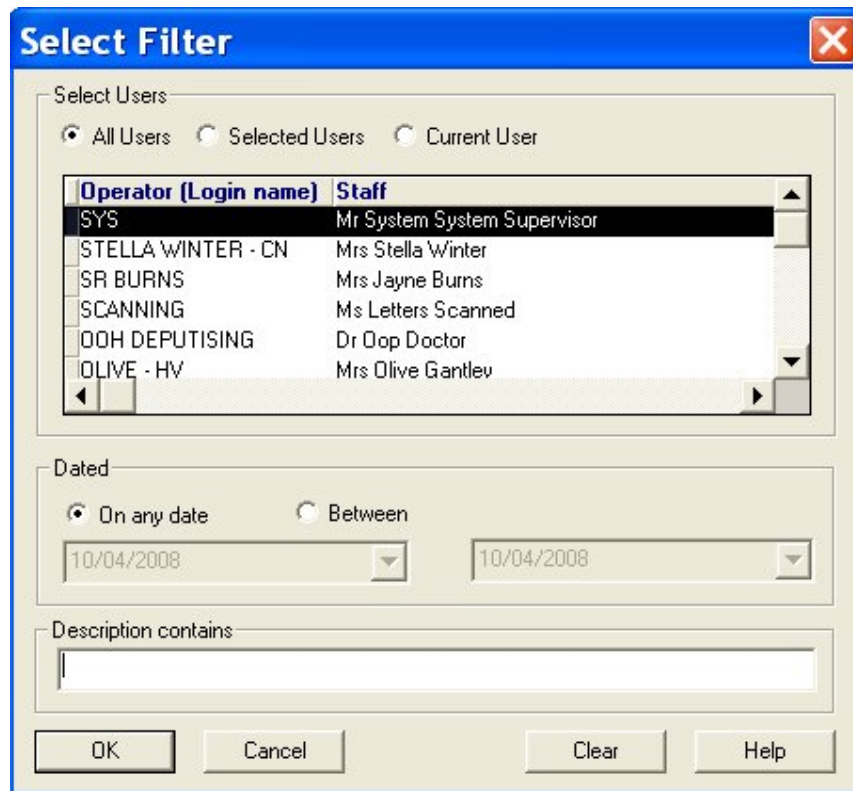 Select Filter
Select Users
All Users Selected Users Current User
Operator (Login name) Staff
SYS Mr System System Supervisor
STELLA WINTER - CN Mrs Stella Winter
SR BURNS Mrs Jayne Burns
SCANNING Ms Letters Scanned
OOH DEPUTISING Dr Oop Doctor
OLIVE - HV Mrs Olive Gantley
Dated
On any date Between
10/04/2008 10/04/2008
Description contains
OK Cancel Clear Help